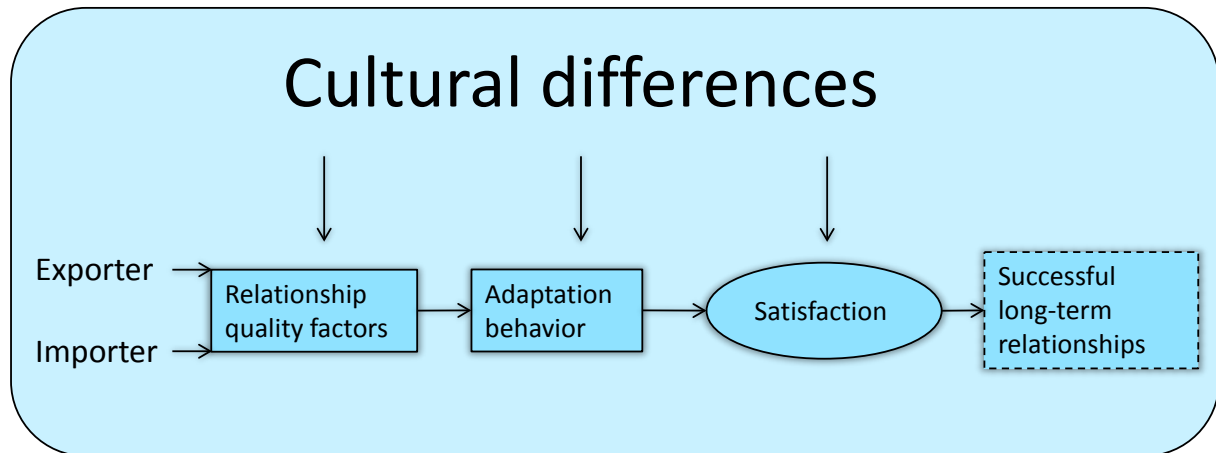 Cultural differences
Exporter
Importer
Relationship
quality factors
Adaptation
behavior
Satisfaction
Successful
long-term
relationships